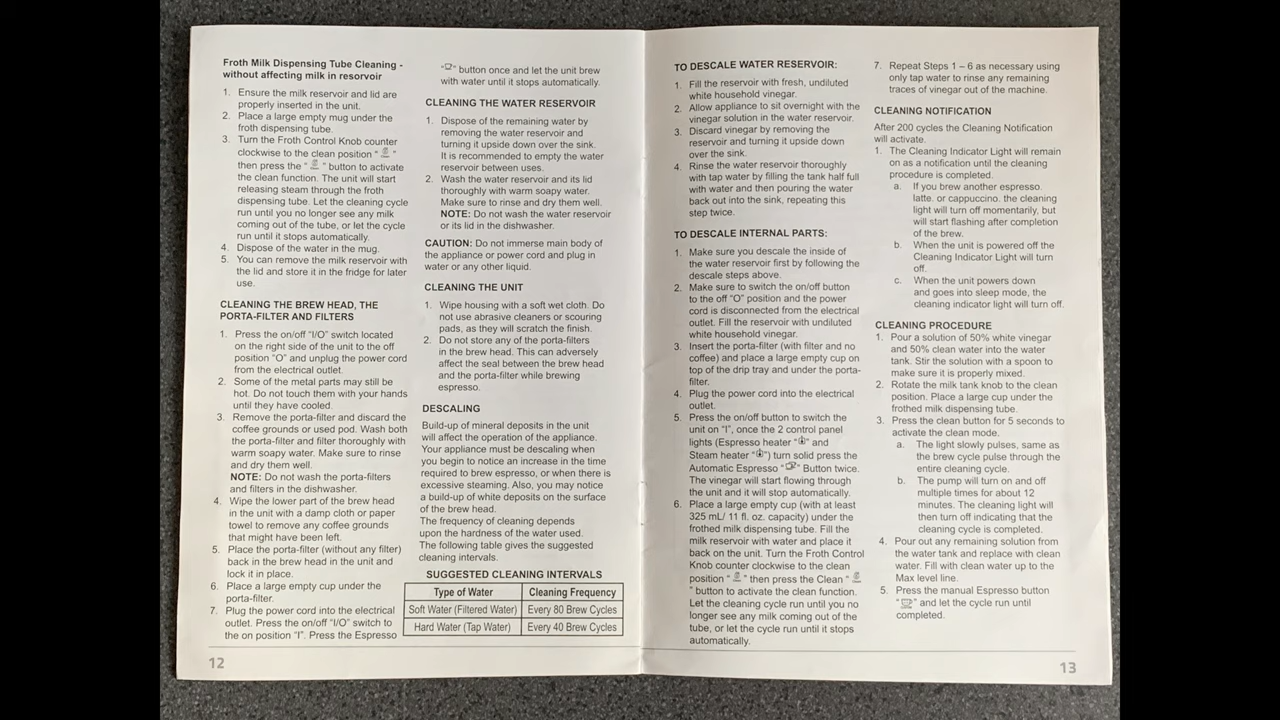 Froth Milk Dispensing Tube Cleaning -
without affecting milk in resorvoir
1. Ensure the milk reservoir and lid are
properly inserted in the unit.
2. Place a large empty mug under the
froth dispensing tube.
3. Turn the Froth Control Knob counter
clockwise to the clean position " "
then press the " " button to activate
the clean function. The unit will start
releasing steam through the froth
dispensing tube. Let the cleaning cycle
run until you no longer see any milk
coming out of the tube, or let the cycle
run until it stops automatically.
4. Dispose of the water in the mug.
5. You can remove the milk reservoir with
the lid and store it in the fridge for later
use.
CLEANING THE BREW HEAD, THE
PORTA-FILTER AND FILTERS
1. Press the on/off "I/O" switch located
on the right side of the unit to the off
position "O" and unplug the power cord
from the electrical outlet.
2. Some of the metal parts may still be
hot. Do not touch them with your hands
until they have cooled.
3. Remove the porta-filter and discard the
coffee grounds or used pod. Wash both
the porta-filter and filter thoroughly with
warm soapy water. Make sure to rinse
and dry them well.
NOTE: Do not wash the porta-filters
and filters in the dishwasher.
4. Wipe the lower part of the brew head
in the unit with a damp cloth or paper
towel to remove any coffee grounds
that might have been left.
5. Place the porta-filter (without any filter)
back in the brew head in the unit and
lock it in place.
6. Place a large empty cup under the
porta-filter.
7. Plug the power cord into the electrical
outlet. Press the on/off "I/O" switch to
the on position "I". Press the Espresso
12
" " button once and let the unit brew
with water until it stops automatically.
CLEANING THE WATER RESERVOIR
1. Dispose of the remaining water by
removing the water reservoir and
turning it upside down over the sink.
It is recommended to empty the water
reservoir between uses.
2. Wash the water reservoir and its lid
thoroughly with warm soapy water.
Make sure to rinse and dry them well.
NOTE: Do not wash the water reservoir
or its lid in the dishwasher.
CAUTION: Do not immerse main body of
the appliance or power cord and plug in
water or any other liquid.
CLEANING THE UNIT
1. Wipe housing with a soft wet cloth. Do
not use abrasive cleaners or scouring
pads, as they will scratch the finish.
2. Do not store any of the porta-filters
in the brew head. This can adversely
affect the seal between the brew head
and the porta-filter while brewing
espresso.
DESCALING
Build-up of mineral deposits in the unit
will affect the operation of the appliance.
Your appliance must be descaling when
you begin to notice an increase in the time
required to brew espresso, or when there is
excessive steaming. Also, you may notice
a build-up of white deposits on the surface
of the brew head.
The frequency of cleaning depends
upon the hardness of the water used.
The following table gives the suggested
cleaning intervals.
SUGGESTED CLEANING INTERVALS
Type of Water Cleaning Frequency
Soft Water (Filtered Water) Every 80 Brew Cycles
Hard Water (Tap Water) Every 40 Brew Cycles
TO DESCALE WATER RESERVOIR:
1. Fill the reservoir with fresh, undiluted
white household vinegar.
2. Allow appliance to sit overnight with the
vinegar solution in the water reservoir.
3. Discard vinegar by removing the
reservoir and turning it upside down
over the sink.
4. Rinse the water reservoir thoroughly
with tap water by filling the tank half full
with water and then pouring the water
back out into the sink, repeating this
step twice.
TO DESCALE INTERNAL PARTS:
1. Make sure you descale the inside of
the water reservoir first by following the
descale steps above.
2. Make sure to switch the on/off button
to the off "O" position and the power
cord is disconnected from the electrical
outlet. Fill the reservoir with undiluted
white household vinegar.
3. Insert the porta-filter (with filter and no
coffee) and place a large empty cup on
top of the drip tray and under the porta-
filter.
4. Plug the power cord into the electrical
outlet.
5. Press the on/off button to switch the
unit on "I", once the 2 control panel
lights (Espresso heater " " and
Steam heater " ") turn solid press the
Automatic Espresso " " Button twice.
The vinegar will start flowing through
the unit and it will stop automatically.
6. Place a large empty cup (with at least
325 mL/ 11 fl. oz. capacity) under the
frothed milk dispensing tube. Fill the
milk reservoir with water and place it
back on the unit. Turn the Froth Control
Knob counter clockwise to the clean
position " " then press the Clean "
" button to activate the clean function.
Let the cleaning cycle run until you no
longer see any milk coming out of the
tube, or let the cycle run until it stops
automatically.
7. Repeat Steps 1 – 6 as necessary using
only tap water to rinse any remaining
traces of vinegar out of the machine.
CLEANING NOTIFICATION
After 200 cycles the Cleaning Notification
will activate.
1. The Cleaning Indicator Light will remain
on as a notification until the cleaning
procedure is completed.
a. If you brew another espresso.
latte. or cappuccino. the cleaning
light will turn off momentarily, but
will start flashing after completion
of the brew.
b. When the unit is powered off the
Cleaning Indicator Light will turn
off.
c. When the unit powers down
and goes into sleep mode, the
cleaning indicator light will turn off.
CLEANING PROCEDURE
1. Pour a solution of 50% white vinegar
and 50% clean water into the water
tank. Stir the solution with a spoon to
make sure it is properly mixed.
2. Rotate the milk tank knob to the clean
position. Place a large cup under the
frothed milk dispensing tube.
3. Press the clean button for 5 seconds to
activate the clean mode.
a. The light slowly pulses, same as
the brew cycle pulse through the
entire cleaning cycle.
b. The pump will turn on and off
multiple times for about 12
minutes. The cleaning light will
then turn off indicating that the
cleaning cycle is completed.
4. Pour out any remaining solution from
the water tank and replace with clean
water. Fill with clean water up to the
Max level line.
5. Press the manual Espresso button
" " and let the cycle run until
completed.
13